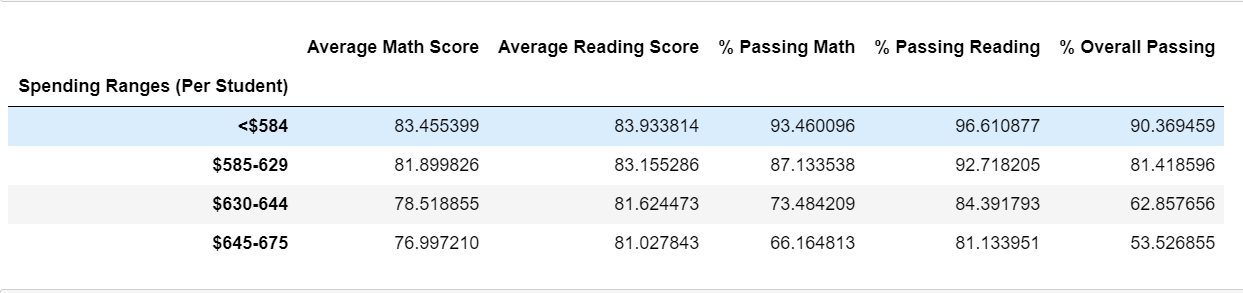 Average Math Score Average Reading Score % Passing Math % Passing Reading % Overall Passing
Spending Ranges (Per Student)
<$584 83.455399 83.933814 93.460096 96.610877 90.369459
$585-629 81.899826 83.155286 87.133538 92.718205 81.418596
$630-644 78.518855 81.624473 73.484209 84.391793 62.857656
$645-675 76.997210 81.027843 66.164813 81.133951 53.526855